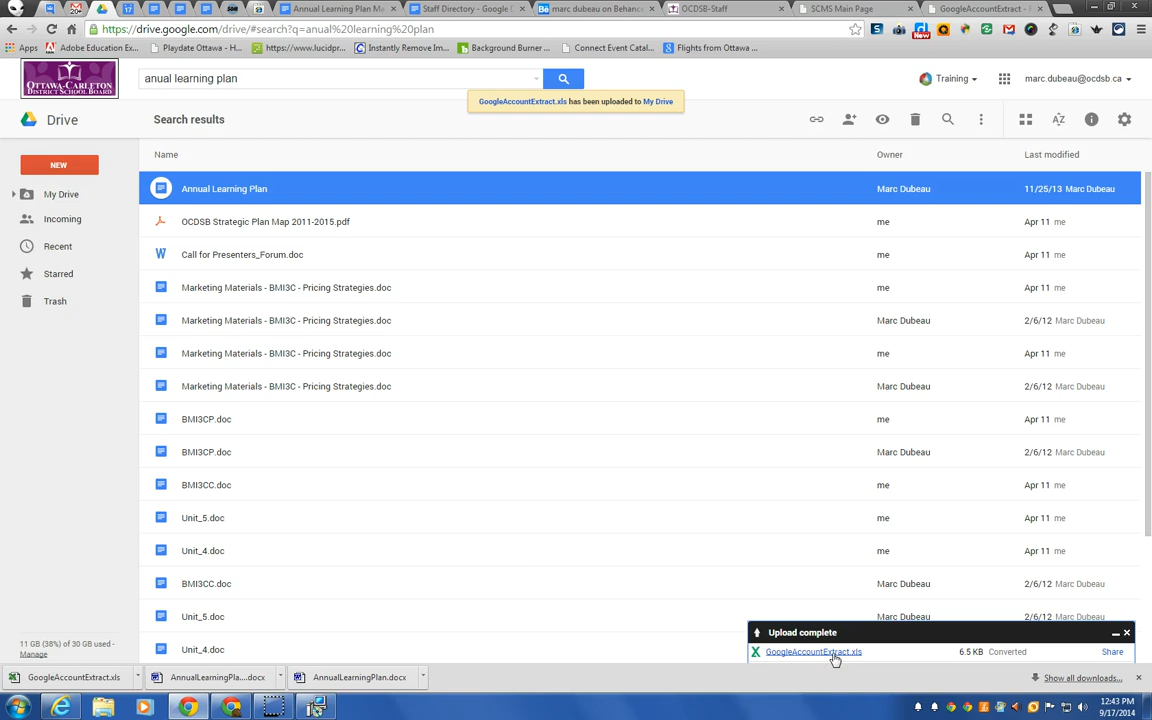 20+
Annual Learning Plan M
Staff Directory - Google D
marc dubeau on Behance
OCDSB-Staff
SCMS Main Page
GoogleAccountExtract -
https://drive.google.com/drive/#search?q=anual%20learning%20plan
New
Apps
Adobe Education Ex...
Playdate Ottawa - H...
https://www.lucidpr...
Instantly Remove Im...
Background Burner ...
Connect Event Catal...
Flights from Ottawa ...
OTTAWA-CARLETON
DISTRICT SCHOOL BOARD
anual learning plan
Training
marc.dubeau@ocdsb.ca
GoogleAccountExtract.xls has been uploaded to My Drive
Drive
Search results
NEW
My Drive
Incoming
Recent
Starred
Trash
Name Owner Last modified
Annual Learning Plan Marc Dubeau 11/25/13 Marc Dubeau
OCDSB Strategic Plan Map 2011-2015.pdf me Apr 11 me
Call for Presenters_Forum.doc me Apr 11 me
Marketing Materials - BMI3C - Pricing Strategies.doc me Apr 11 me
Marketing Materials - BMI3C - Pricing Strategies.doc Marc Dubeau 2/6/12 Marc Dubeau
Marketing Materials - BMI3C - Pricing Strategies.doc me Apr 11 me
Marketing Materials - BMI3C - Pricing Strategies.doc Marc Dubeau 2/6/12 Marc Dubeau
BMI3CP.doc me Apr 11 me
BMI3CP.doc Marc Dubeau 2/6/12 Marc Dubeau
BMI3CC.doc me Apr 11 me
Unit_5.doc me Apr 11 me
Unit_4.doc me Apr 11 me
BMI3CC.doc Marc Dubeau 2/6/12 Marc Dubeau
Unit_5.doc Marc Dubeau 2/6/12 Marc Dubeau
Unit_4.doc
11 GB (38%) of 30 GB used -
Manage
Upload complete
GoogleAccountExtract.xls 6.5 KB Converted Share
GoogleAccountExtract.xls
AnnualLearningPla....docx
AnnualLearningPlan.docx
Show all downloads...
12:43 PM
9/17/2014